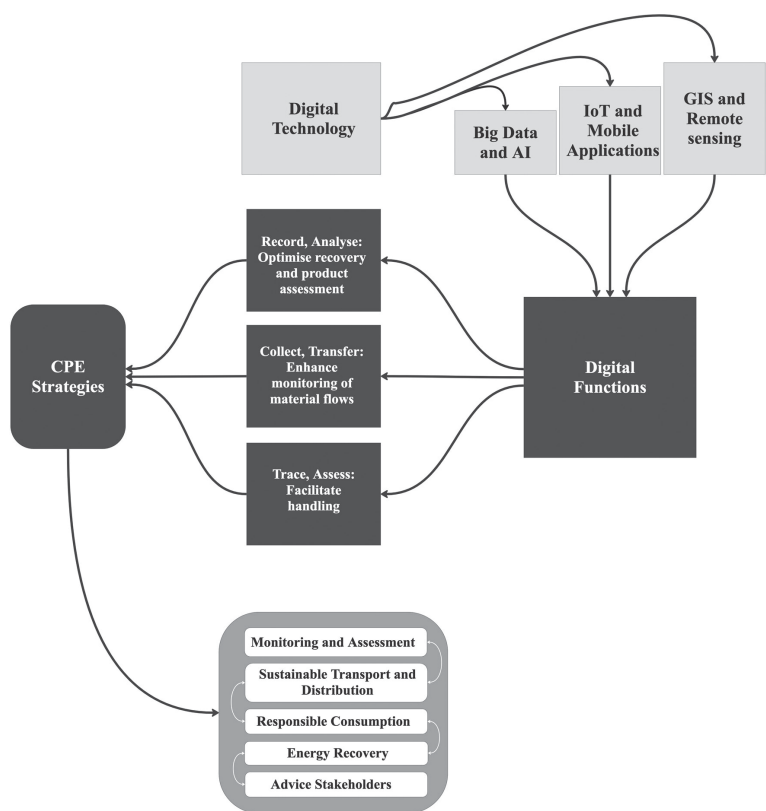 Digital
Technology
Big Data
and AI
IoT and
Mobile
Applications
GIS and
Remote
sensing
Record, Analyse:
Optimise recovery
and product
assessment
CPE
Strategies
Collect, Transfer:
Enhance
monitoring of
material flows
Digital
Functions
Trace, Assess:
Facilitate
handling
Monitoring and Assessment
Sustainable Transport and
Distribution
Responsible Consumption
Energy Recovery
Advice Stakeholders